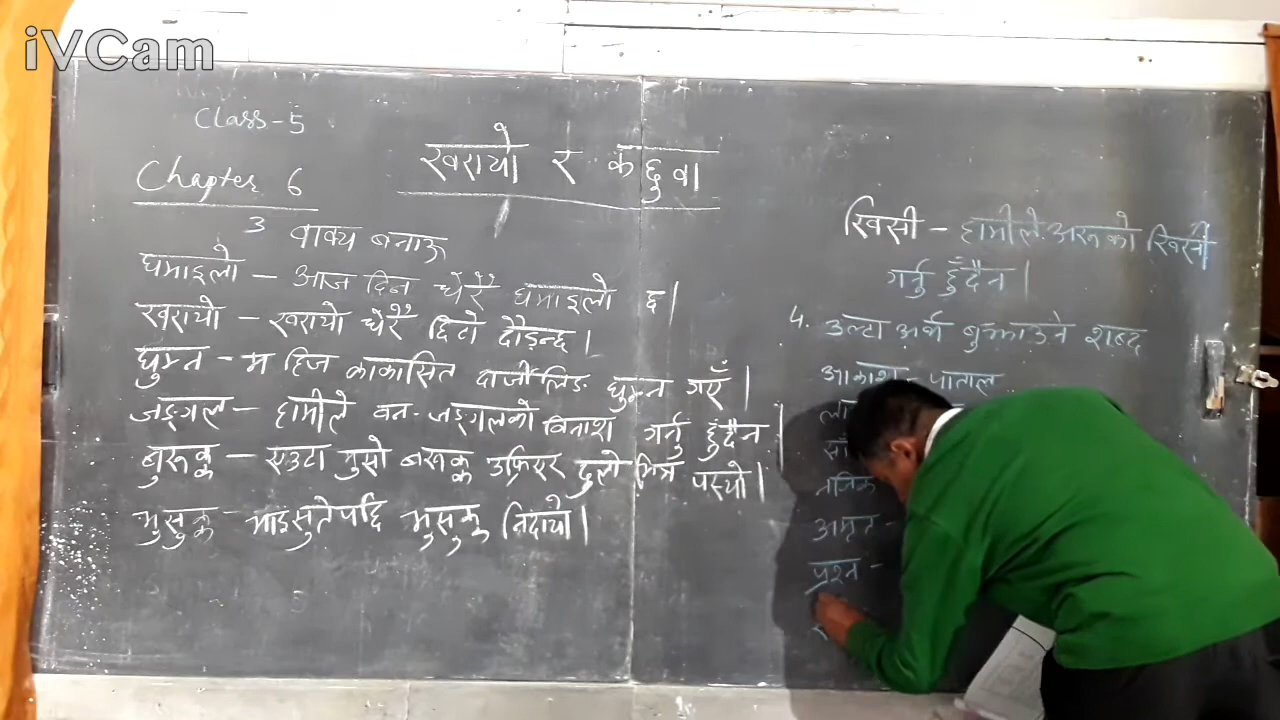 iVCam
Class-5
Chapter 6
खरायो र कछुवा
3 वाक्य बनाऊ
घमाइलो - आज दिन धेरै घमाइलो छ।
खरायो - खरायो धेरै छिटो दौडन्छ।
घुम्न - म हिज काकासित दार्जीलिङ घुम्न गएँ।
जङ्गल - हामीले वन-जङ्गलको विनाश गर्नु हुँदैन।
बुरुक्क - एउटा मुसो बरुक्क उफ्रिएर दुलो भित्र पस्यो।
मुसुक्क - भाइ सुतेपछि मुसुक्क निदायो।
खिसी - हामीले अरूको खिसी
गर्नु हुँदैन।
4. उल्टा अर्थ बुझाउने शब्द
आकाश - पाताल
नजिक
अमृत -
प्रश्न -